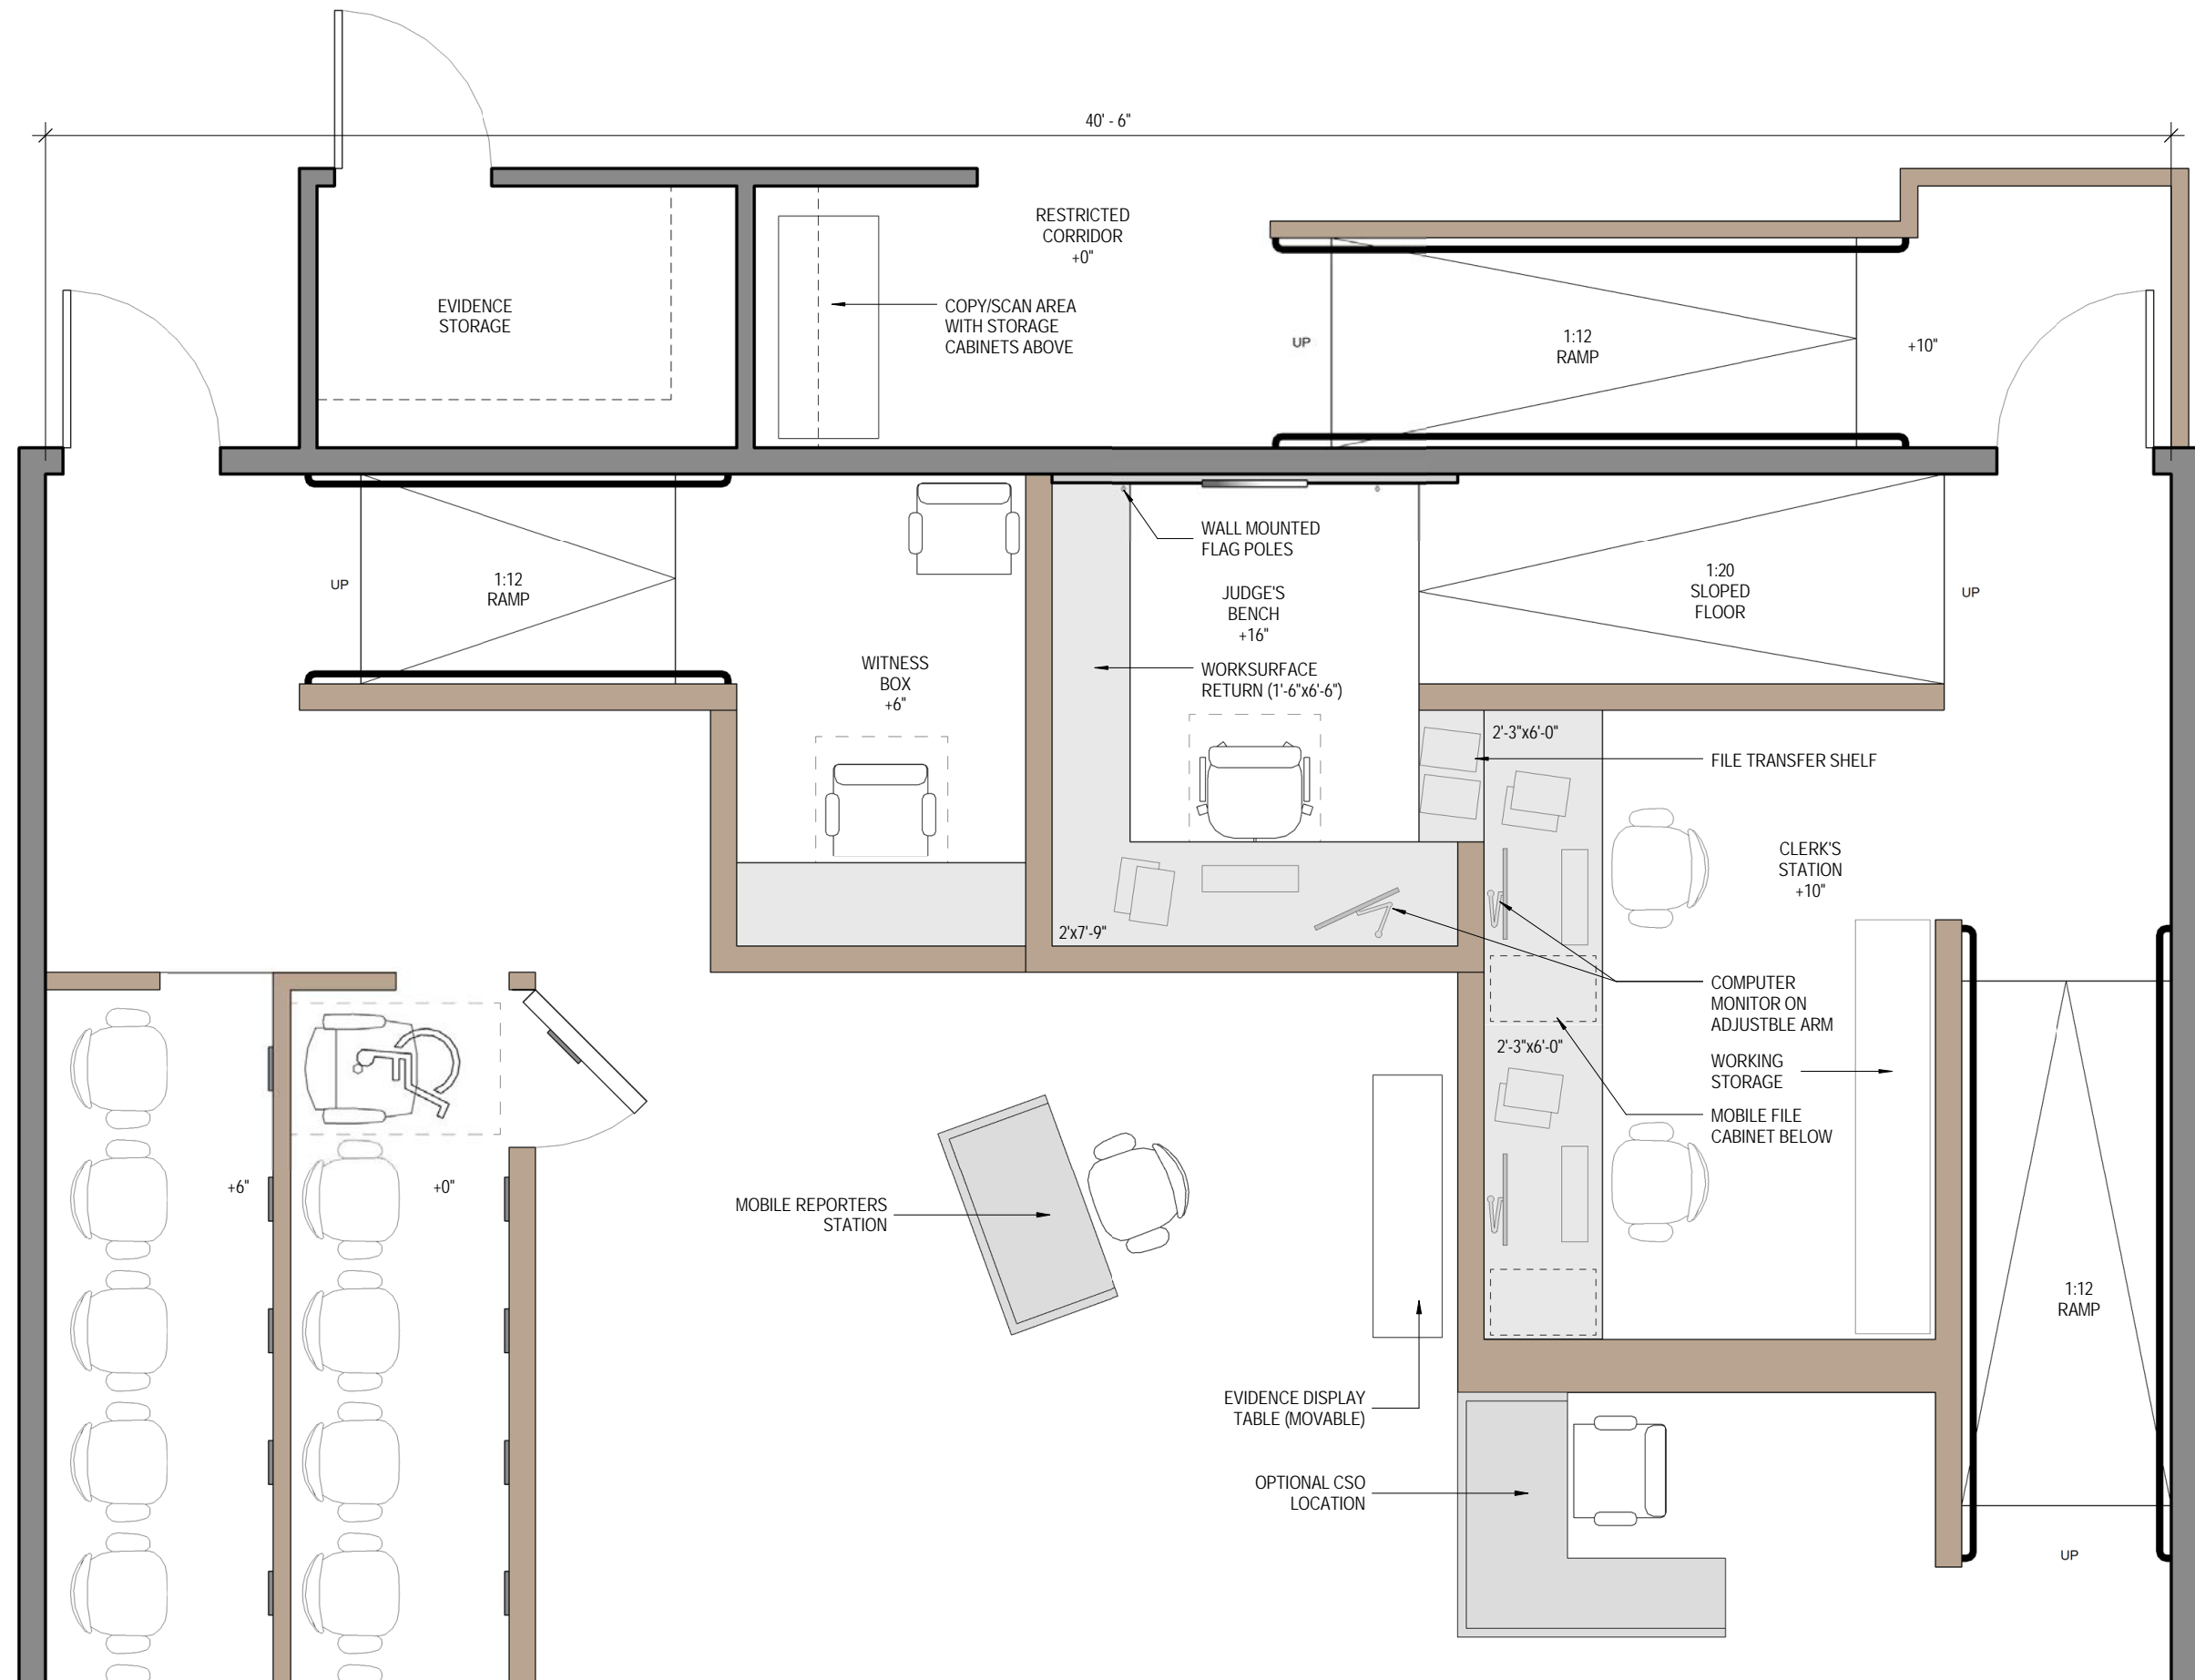 40' - 6"
RESTRICTED
CORRIDOR
+0"
EVIDENCE
STORAGE
COPY/SCAN AREA
WITH STORAGE
CABINETS ABOVE
UP
1:12
RAMP
+10"
WALL MOUNTED
FLAG POLES
UP
1:12
RAMP
JUDGE'S
BENCH
+16"
1:20
SLOPED
FLOOR
UP
WITNESS
BOX
+6"
WORKSURFACE
RETURN (1'-6"x6'-6")
2'-3"x6'-0"
FILE TRANSFER SHELF
CLERK'S
STATION
+10"
2'x7'-9"
COMPUTER
MONITOR ON
ADJUSTBLE ARM
2'-3"x6'-0"
WORKING
STORAGE
MOBILE FILE
CABINET BELOW
+6"
+0"
MOBILE REPORTERS
STATION
1:12
RAMP
EVIDENCE DISPLAY
TABLE (MOVABLE)
OPTIONAL CSO
LOCATION
UP